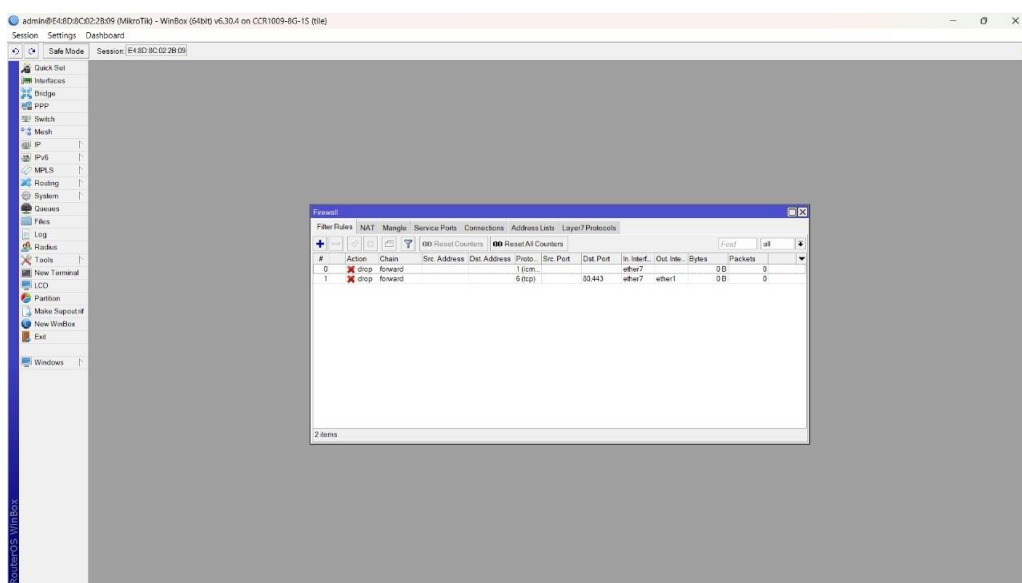 admin@E4:8D:8C:02:2B:09 (MikroTik) - WinBox (64bit) v6.30.4 on CCR1009-8G-1S (tile)
Session Settings Dashboard
Safe Mode Session: E4:8D:8C:02:2B:09
Quick Set
Interfaces
Bridge
PPP
Switch
Mesh
IP
IPv6
MPLS
Routing
System
Queues
Files
Log
Radius
Tools
New Terminal
LCD
Partition
Make Supout.rif
New WinBox
Exit
Windows
RouterOS WinBox
Firewall
Filter Rules NAT Mangle Service Ports Connections Address Lists Layer7 Protocols
00 Reset Counters 00 Reset All Counters Find all
# Action Chain Src. Address Dst. Address Proto... Src. Port Dst. Port In. Interf... Out. Inte... Bytes Packets
0 drop forward 1 (icm... ether7 0 B 0
1 drop forward 6 (tcp) 80,443 ether7 ether1 0 B 0
2 items